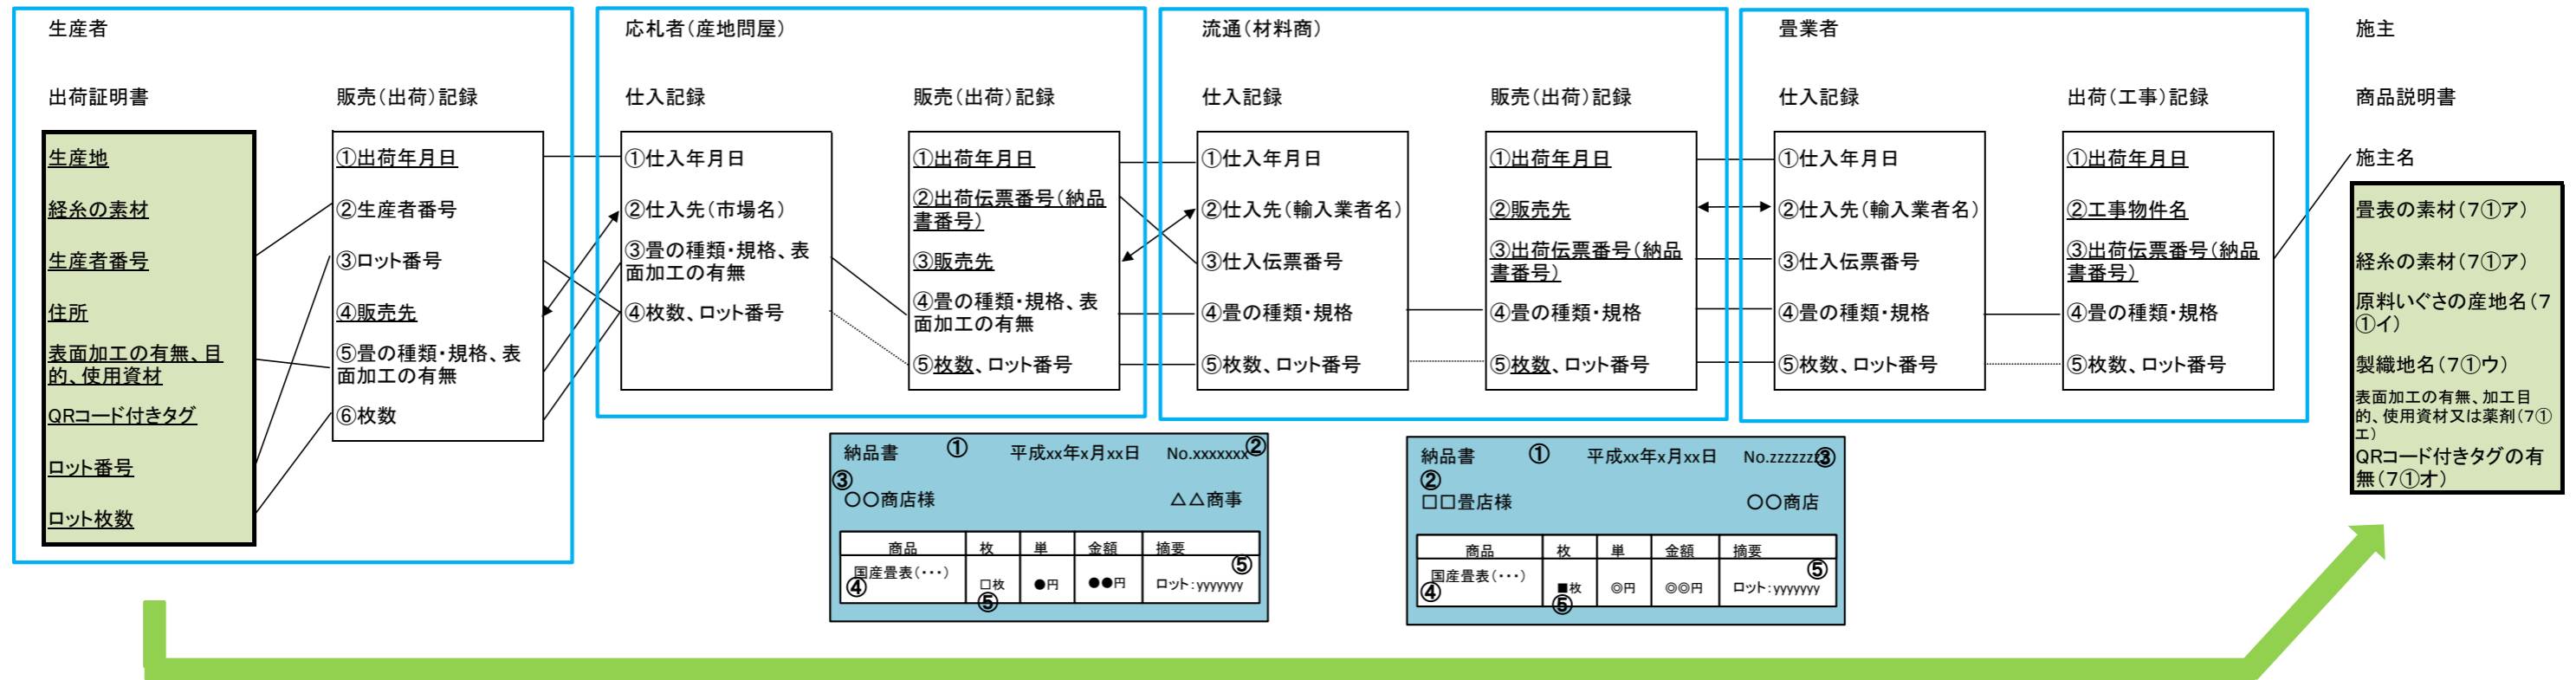 生産者
出荷証明書
生産地
経糸の素材
生産者番号
住所
表面加工の有無、目
的、使用資材
QRコード付きタグ
ロット番号
ロット枚数
販売(出荷)記録
①出荷年月日
②生産者番号
③ロット番号
④販売先
⑤畳の種類・規格、表
面加工の有無
⑥枚数
応札者(産地問屋)
仕入記録
①仕入年月日
②仕入先(市場名)
③畳の種類・規格、表
面加工の有無
④枚数、ロット番号
販売(出荷)記録
①出荷年月日
②出荷伝票番号(納品
書番号)
③販売先
④畳の種類・規格、表
面加工の有無
⑤枚数、ロット番号
流通(材料商)
仕入記録
①仕入年月日
②仕入先(輸入業者名)
③仕入伝票番号
④畳の種類・規格
⑤枚数、ロット番号
販売(出荷)記録
①出荷年月日
②販売先
③出荷伝票番号(納品
書番号)
④畳の種類・規格
⑤枚数、ロット番号
畳業者
仕入記録
①仕入年月日
②仕入先(輸入業者名)
③仕入伝票番号
④畳の種類・規格
⑤枚数、ロット番号
出荷(工事)記録
①出荷年月日
②工事物件名
③出荷伝票番号(納品
書番号)
④畳の種類・規格
⑤枚数、ロット番号
施主
商品説明書
施主名
畳表の素材(7①ア)
経糸の素材(7①ア)
原料いぐさの産地名(7
①イ)
製織地名(7①ウ)
表面加工の有無、加工目
的、使用資材又は薬剤(7①
エ)
QRコード付きタグの有
無(7①オ)
納品書 ① 平成xx年x月xx日 No.xxxxxxx②
③
○○商店様 △△商事
商品 枚 単 金額 摘要
国産畳表(・・・) □枚 ●円 ●●円 ロット:yyyyyyy
④ ⑤ ⑤
納品書 ① 平成xx年x月xx日 No.zzzzzzz③
②
□□畳店様 ○○商店
商品 枚 単 金額 摘要
国産畳表(・・・) ■枚 ◎円 ◎◎円 ロット:yyyyyyy
④ ⑤ ⑤